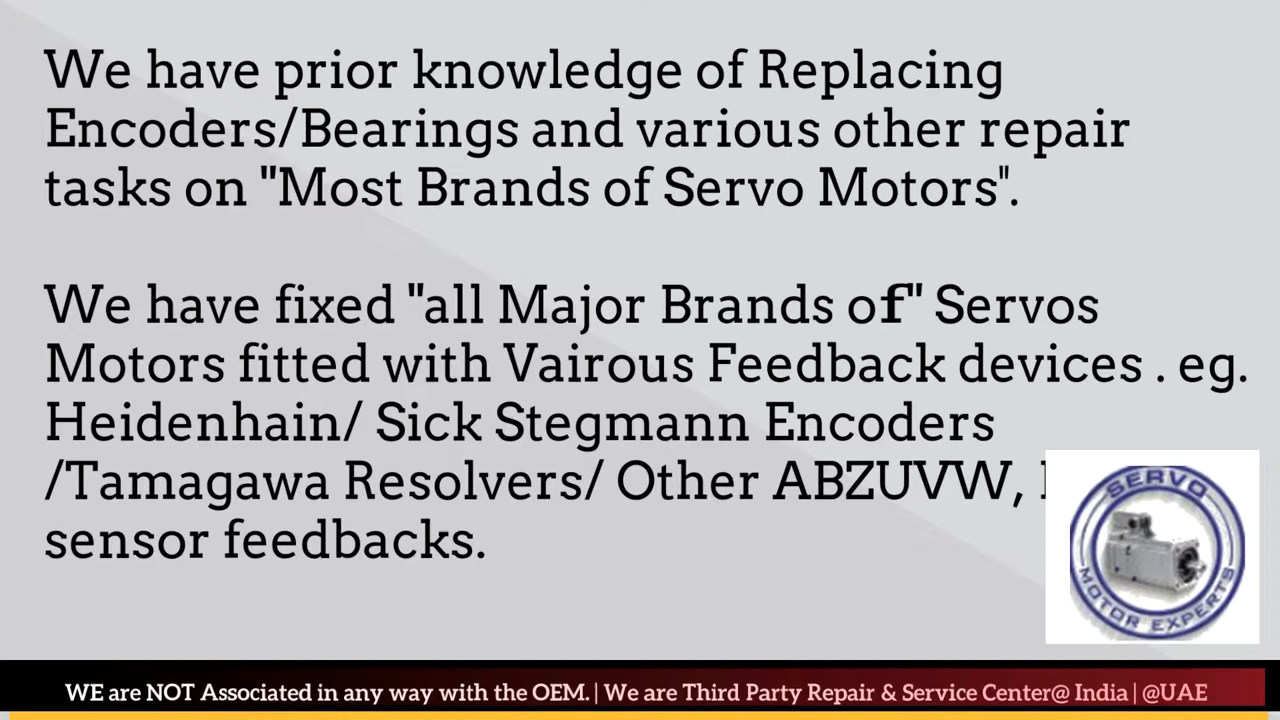 We have prior knowledge of Replacing
Encoders/Bearings and various other repair
tasks on "Most Brands of Servo Motors".
We have fixed "all Major Brands of" Servos
Motors fitted with Vairous Feedback devices . eg.
Heidenhain/ Sick Stegmann Encoders
/Tamagawa Resolvers/ Other ABZUVW,
sensor feedbacks.
SERVO
MOTOR EXPERTS
WE are NOT Associated in any way with the OEM. | We are Third Party Repair & Service Center@ India | @UAE